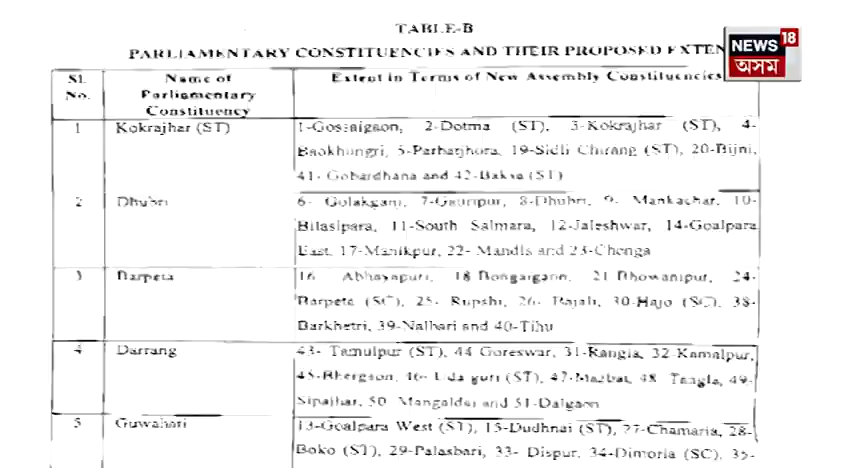 TABLE-B
PARLIAMENTARY CONSTITUENCIES AND THEIR PROPOSED EXTEN
NEWS 18
অসম
Sl. No. Name of Parliamentary Constituency Extent in Terms of New Assembly Constituencies
1 Kokrajhar (ST) 1-Gossaigaon, 2-Dotma (ST), 3-Kokrajhar (ST), 4-
Baokhungri, 5-Parbatjhora, 19-Sidli Chirang (ST), 20-Bijni,
41- Gobardhana and 42-Baksa (ST)
2 Dhubri 6- Golakganj, 7-Gauripur, 8-Dhubri, 9- Mankachar, 10-
Bilasipara, 11-South Salmara, 12-Jaleshwar, 14-Goalpara
East, 17-Manikpur, 22- Mandia and 23-Chenga
3 Barpeta 16- Abhayapuri, 18-Bongaigaon, 21-Bhowanipur, 24-
Barpeta (SC), 25- Rupshi, 26- Bajali, 30-Hajo (SC), 38-
Barkhetri, 39-Nalbari and 40-Tihu
4 Darrang 43- Tamulpur (ST), 44 Goreswar, 31-Rangia, 32-Kamalpur,
45-Bhergaon, 46- Udalguri (ST), 47-Mazbat, 48- Tangla, 49-
Sipajhar, 50- Mangaldai and 51-Dalgaon
5 Guwahati 13-Goalpara West (ST), 15-Dudhnai (ST), 27-Chamaria, 28-
Boko (ST), 29-Palasbari, 33- Dispur, 34-Dimoria (SC), 35-